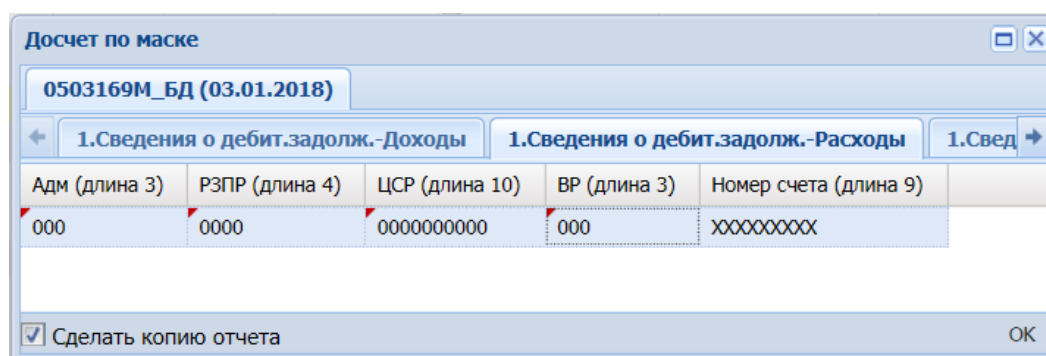 Досчет по маске
0503169М_БД (03.01.2018)
1.Сведения о дебит.задолж.-Доходы 1.Сведения о дебит.задолж.-Расходы 1.Свед
Адм (длина 3) РЗПР (длина 4) ЦСР (длина 10) ВР (длина 3) Номер счета (длина 9)
000 0000 0000000000 000 XXXXXXXXX
Сделать копию отчета OK